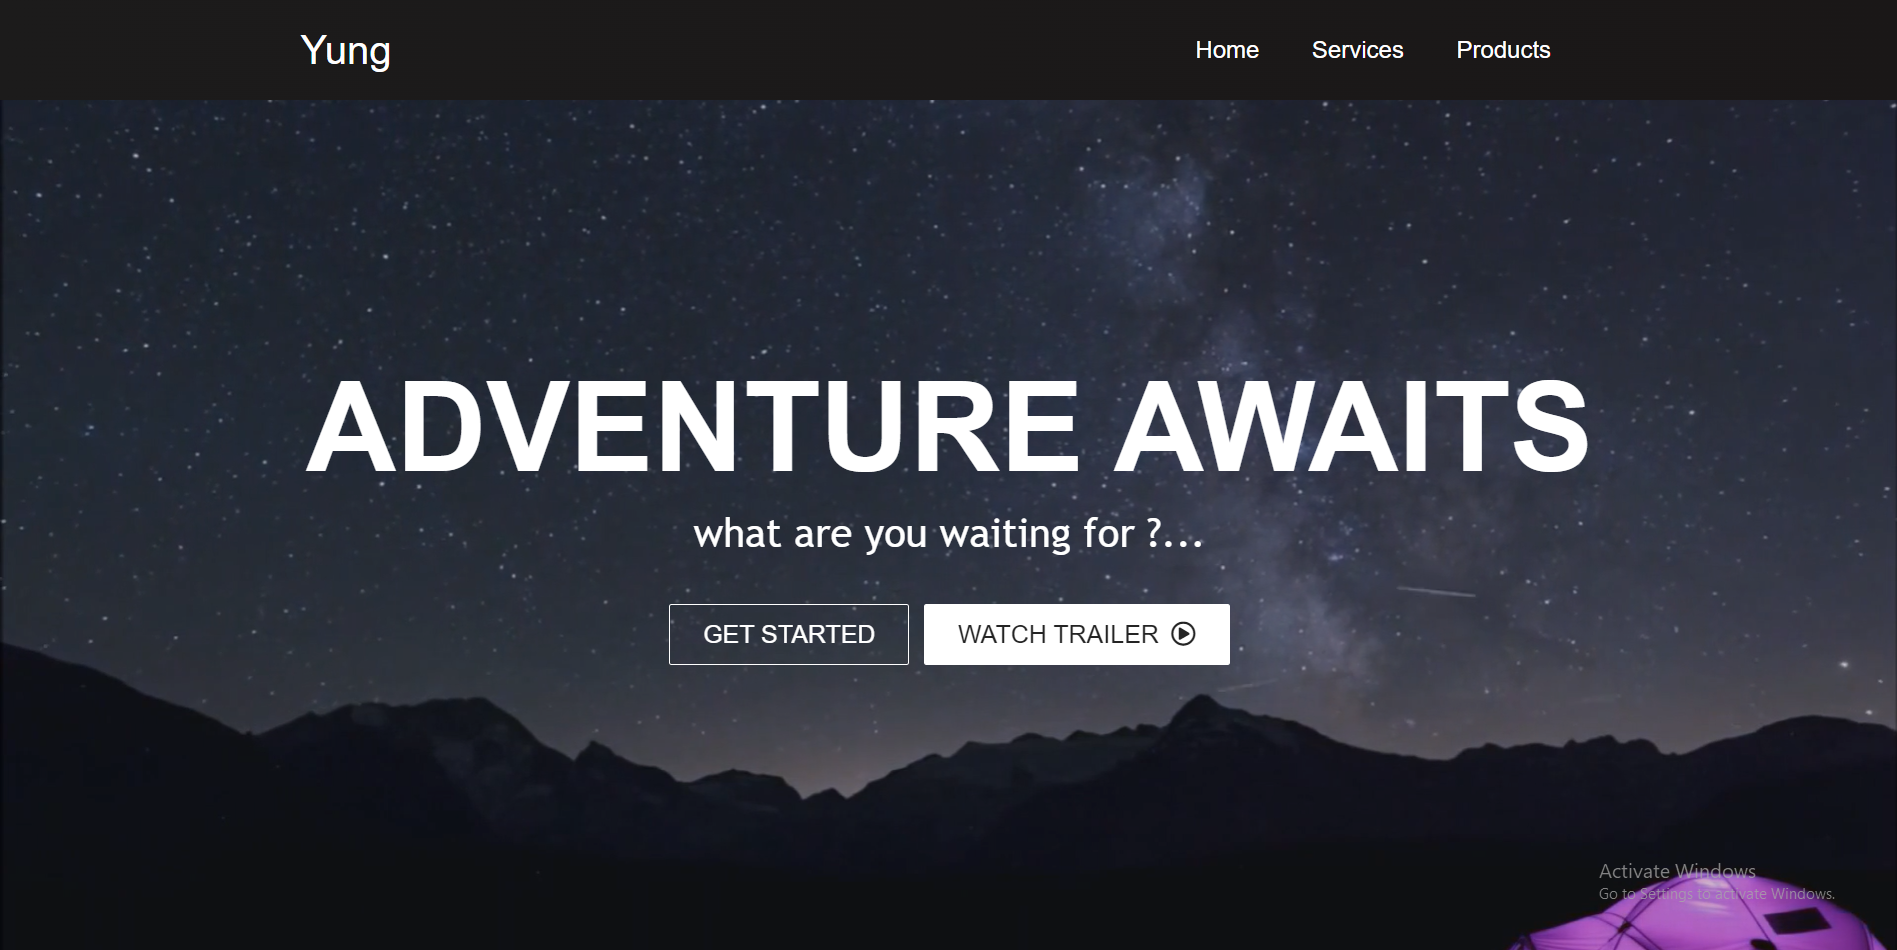 Yung
Home Services Products
ADVENTURE AWAITS
what are you waiting for ?...
GET STARTED WATCH TRAILER
Activate Windows
Go to Settings to activate Windows.